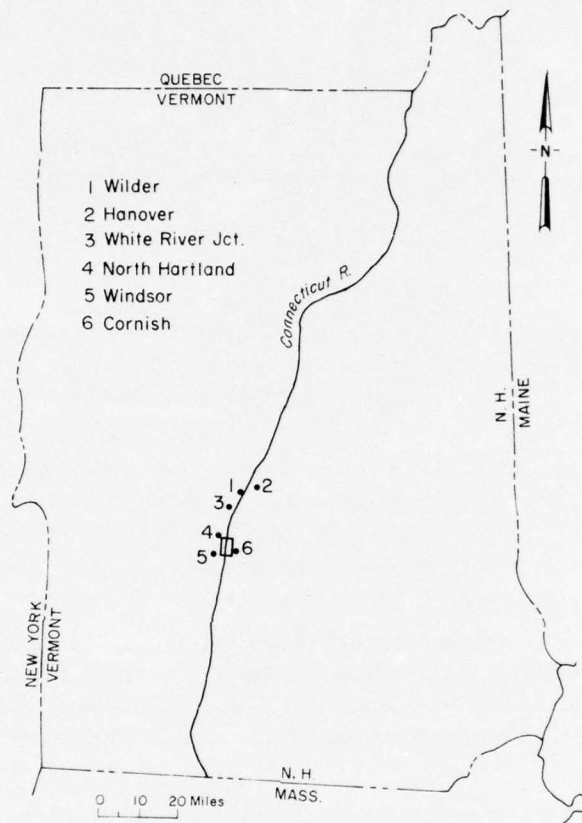 QUEBEC
VERMONT
-N-
1 Wilder
2 Hanover
3 White River Jct.
4 North Hartland
5 Windsor
6 Cornish
Connecticut R.
N. H.
MAINE
1
2
3
4
5
6
NEW YORK
VERMONT
N. H.
MASS.
0 10 20 Miles